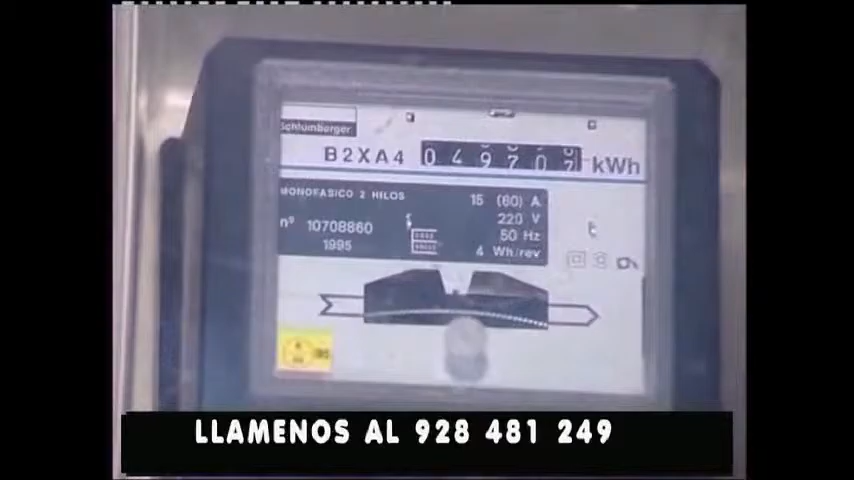 Schlumberger
B2XA4 049707 kWh
MONOFASICO 2 HILOS 15 (60) A
220 V
nº 10708860 50 Hz
1995 4 Wh/rev
LLAMENOS AL 928 481 249